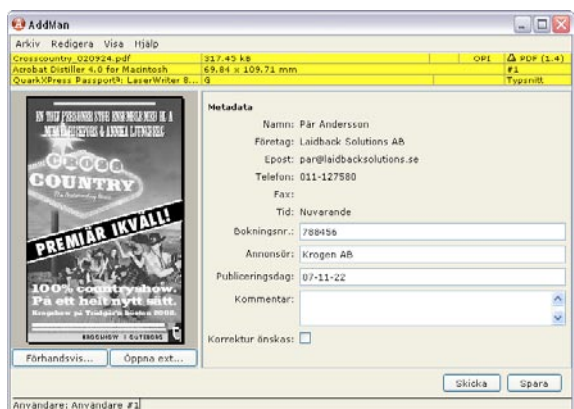 AddMan
Arkiv Redigera Visa Hjälp
Crosscountry_020924.pdf 317.45 kB OPI PDF (1.4)
Acrobat Distiller 4.0 for Macintosh 69.84 x 109.71 mm #1
QuarkXPress Passport: LaserWriter 8... G Typsnitt
CROSS
COUNTRY
PREMIÄR IKVÄLL!
100% countryshow.
På ett helt nytt sätt.
KROGSHOW I GÖTEBORG
Förhandsvis... Öppna ext...
Metadata
Namn: Pär Andersson
Företag: Laidback Solutions AB
Epost: par@laidbacksolutions.se
Telefon: 011-127580
Fax:
Tid: Nuvarande
Bokningsnr.: 788456
Annonsör: Krogen AB
Publiceringsdag: 07-11-22
Kommentar:
Korrektur önskas:
Skicka Spara
Användare: Användare #1